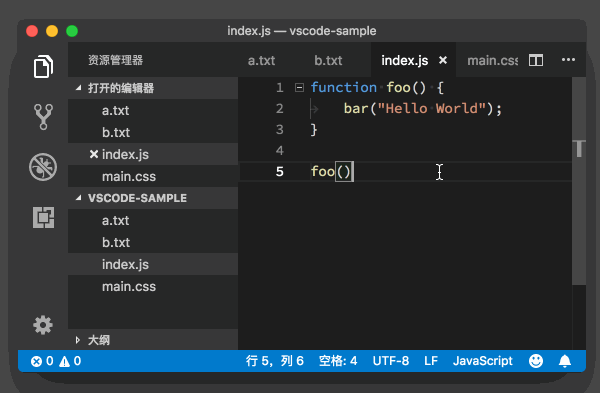 index.js — vscode-sample
资源管理器
a.txt
b.txt
index.js
main.css
打开的编辑器
a.txt
b.txt
index.js
main.css
VSCODE-SAMPLE
a.txt
b.txt
index.js
main.css
大纲
1 function foo() {
2 bar("Hello World");
3 }
4
5 foo()
0 0 行 5，列 6 空格: 4 UTF-8 LF JavaScript